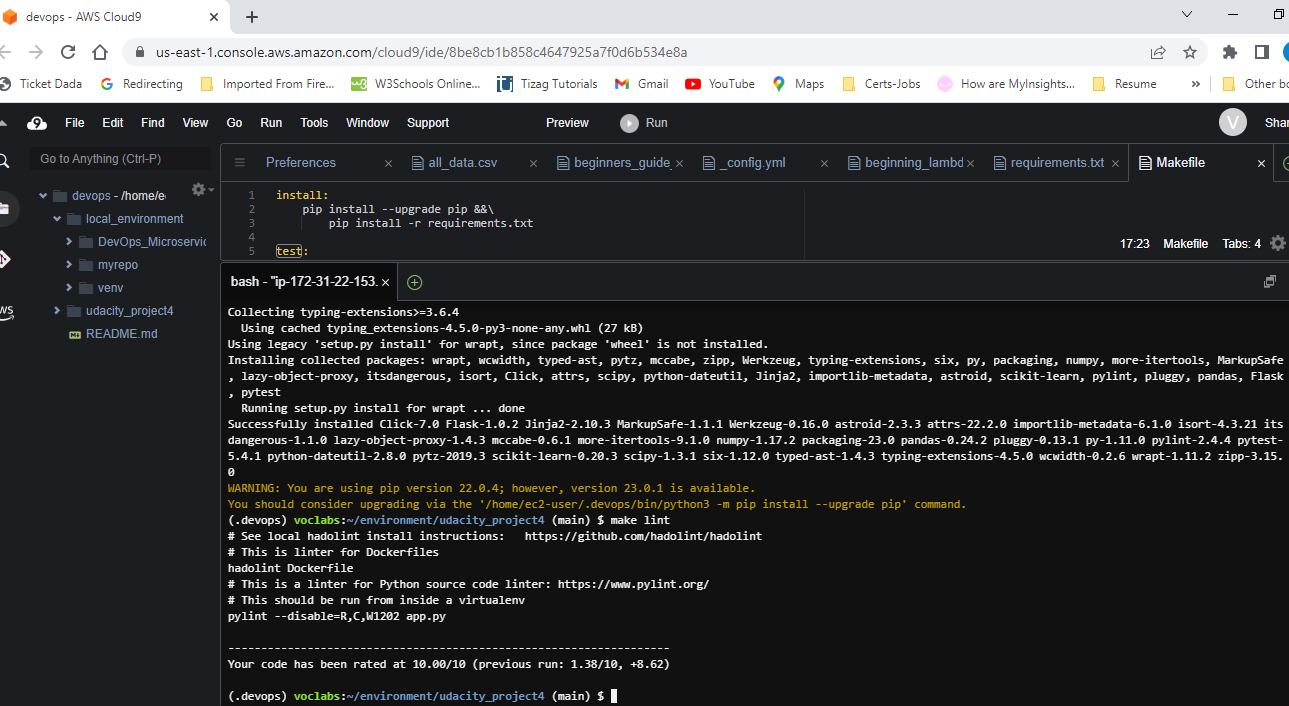 devops - AWS Cloud9
us-east-1.console.aws.amazon.com/cloud9/ide/8be8cb1b858c4647925a7f0d6b534e8a
Ticket Dada Redirecting Imported From Fire... W3Schools Online... Tizag Tutorials Gmail YouTube Maps Certs-Jobs How are MyInsights... Resume » Other bo
9 File Edit Find View Go Run Tools Window Support Preview Run V Shar
Go to Anything (Ctrl-P)
Preferences all_data.csv beginners_guide_ _config.yml beginning_lambd requirements.txt Makefile
devops - /home/e
local_environment
DevOps_Microservic
myrepo
venv
udacity_project4
README.md
aws
1 install:
2 pip install --upgrade pip &&\
3 pip install -r requirements.txt
4
5 test:
17:23 Makefile Tabs: 4
bash - "ip-172-31-22-153.
Collecting typing-extensions>=3.6.4
Using cached typing_extensions-4.5.0-py3-none-any.whl (27 kB)
Using legacy 'setup.py install' for wrapt, since package 'wheel' is not installed.
Installing collected packages: wrapt, wcwidth, typed-ast, pytz, mccabe, zipp, Werkzeug, typing-extensions, six, py, packaging, numpy, more-itertools, MarkupSafe
, lazy-object-proxy, itsdangerous, isort, Click, attrs, scipy, python-dateutil, Jinja2, importlib-metadata, astroid, scikit-learn, pylint, pluggy, pandas, Flask
, pytest
Running setup.py install for wrapt ... done
Successfully installed Click-7.0 Flask-1.0.2 Jinja2-2.10.3 MarkupSafe-1.1.1 Werkzeug-0.16.0 astroid-2.3.3 attrs-22.2.0 importlib-metadata-6.1.0 isort-4.3.21 its
dangerous-1.1.0 lazy-object-proxy-1.4.3 mccabe-0.6.1 more-itertools-9.1.0 numpy-1.17.2 packaging-23.0 pandas-0.24.2 pluggy-0.13.1 py-1.11.0 pylint-2.4.4 pytest-
5.4.1 python-dateutil-2.8.0 pytz-2019.3 scikit-learn-0.20.3 scipy-1.3.1 six-1.12.0 typed-ast-1.4.3 typing-extensions-4.5.0 wcwidth-0.2.6 wrapt-1.11.2 zipp-3.15.
0
WARNING: You are using pip version 22.0.4; however, version 23.0.1 is available.
You should consider upgrading via the '/home/ec2-user/.devops/bin/python3 -m pip install --upgrade pip' command.
(.devops) voclabs:~/environment/udacity_project4 (main) $ make lint
# See local hadolint install instructions: https://github.com/hadolint/hadolint
# This is linter for Dockerfiles
hadolint Dockerfile
# This is a linter for Python source code linter: https://www.pylint.org/
# This should be run from inside a virtualenv
pylint --disable=R,C,W1202 app.py
-------------------------------------------------------------------
Your code has been rated at 10.00/10 (previous run: 1.38/10, +8.62)
(.devops) voclabs:~/environment/udacity_project4 (main) $